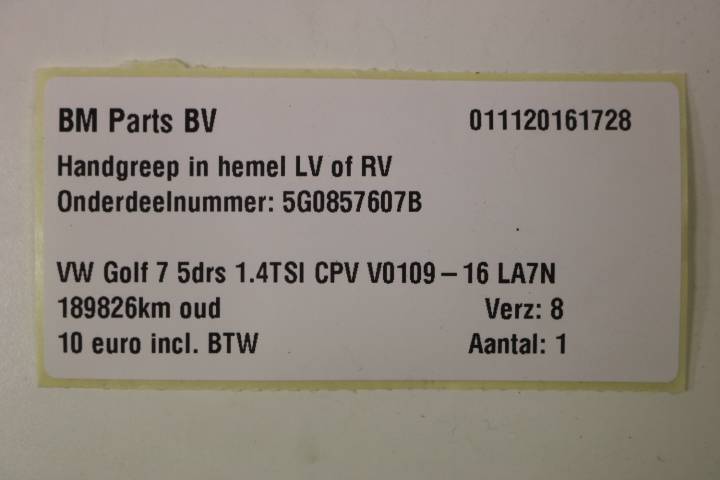 BM Parts BV 011120161728
Handgreep in hemel LV of RV
Onderdeelnummer: 5G0857607B
VW Golf 7 5drs 1.4TSI CPV V0109 – 16 LA7N
189826km oud Verz: 8
10 euro incl. BTW Aantal: 1